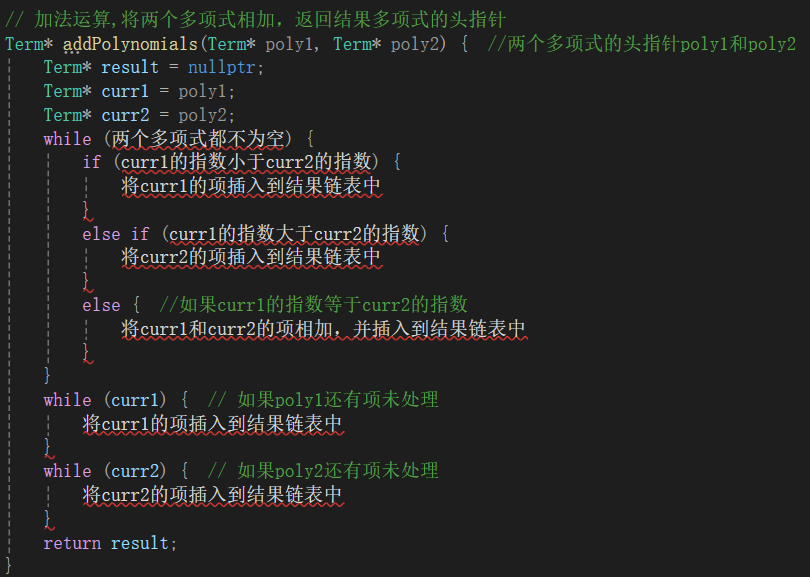 // 加法运算,将两个多项式相加，返回结果多项式的头指针
Term* addPolynomials(Term* poly1, Term* poly2) {  //两个多项式的头指针poly1和poly2
    Term* result = nullptr;
    Term* curr1 = poly1;
    Term* curr2 = poly2;
    while (两个多项式都不为空) {
        if (curr1的指数小于curr2的指数) {
            将curr1的项插入到结果链表中
        }
        else if (curr1的指数大于curr2的指数) {
            将curr2的项插入到结果链表中
        }
        else {  //如果curr1的指数等于curr2的指数
            将curr1和curr2的项相加，并插入到结果链表中
        }
    }
    while (curr1) {  // 如果poly1还有项未处理
        将curr1的项插入到结果链表中
    }
    while (curr2) {  // 如果poly2还有项未处理
        将curr2的项插入到结果链表中
    }
    return result;
}